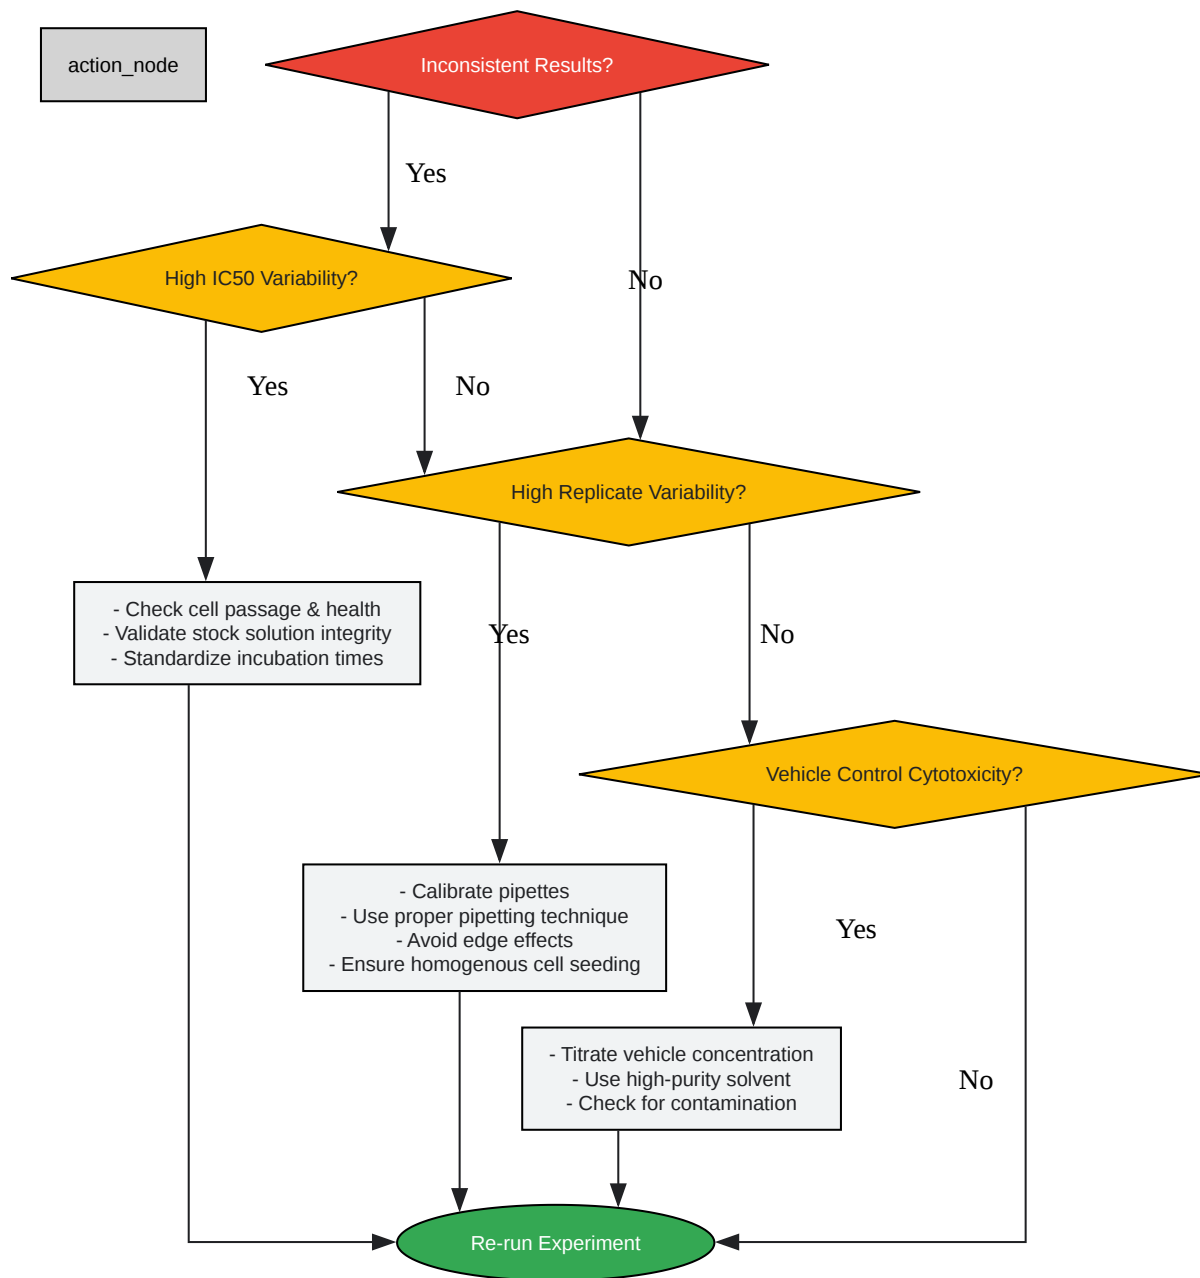 action_node
Inconsistent Results?
Yes
High IC50 Variability?
No
Yes
No
High Replicate Variability?
- Check cell passage & health
- Validate stock solution integrity
- Standardize incubation times
Yes
No
Vehicle Control Cytotoxicity?
- Calibrate pipettes
- Use proper pipetting technique
- Avoid edge effects
- Ensure homogenous cell seeding
Yes
- Titrate vehicle concentration
- Use high-purity solvent
- Check for contamination
No
Re-run Experiment